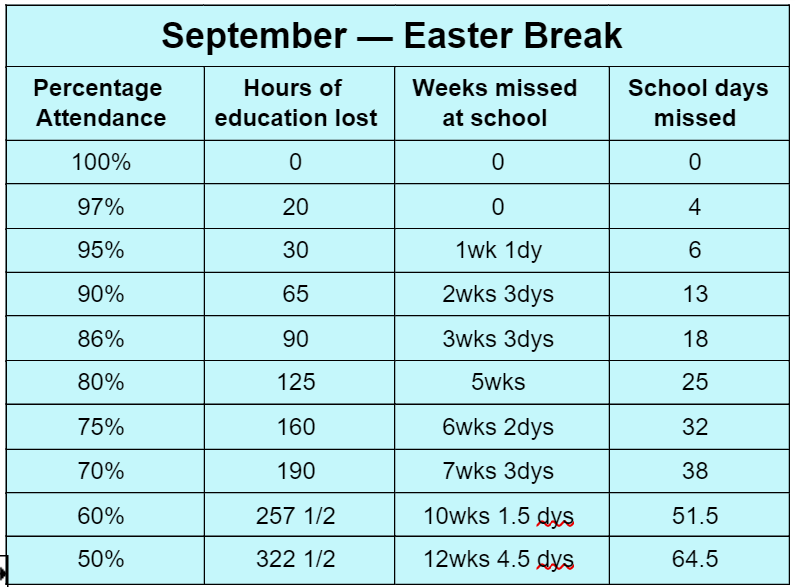 September — Easter Break
Percentage Attendance Hours of education lost Weeks missed at school School days missed
100% 0 0 0
97% 20 0 4
95% 30 1wk 1dy 6
90% 65 2wks 3dys 13
86% 90 3wks 3dys 18
80% 125 5wks 25
75% 160 6wks 2dys 32
70% 190 7wks 3dys 38
60% 257 1/2 10wks 1.5 dys 51.5
50% 322 1/2 12wks 4.5 dys 64.5